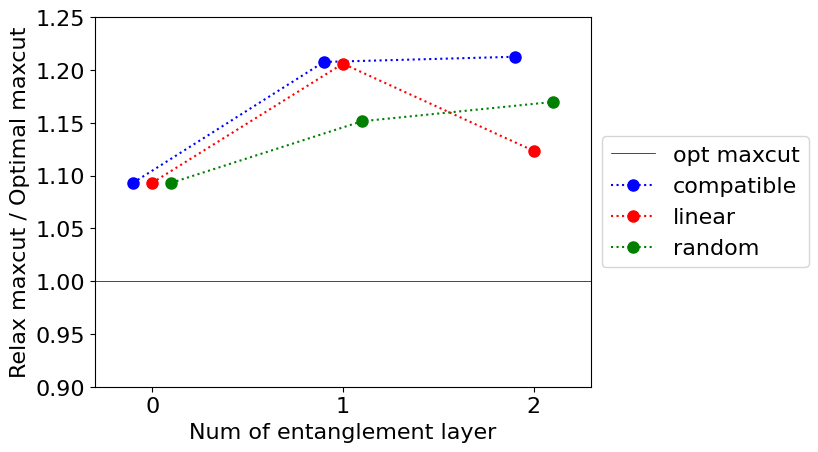 Relax maxcut / Optimal maxcut
1.25
1.20
1.15
1.10
1.05
1.00
0.95
0.90
0
1
2
Num of entanglement layer
opt maxcut
compatible
linear
random